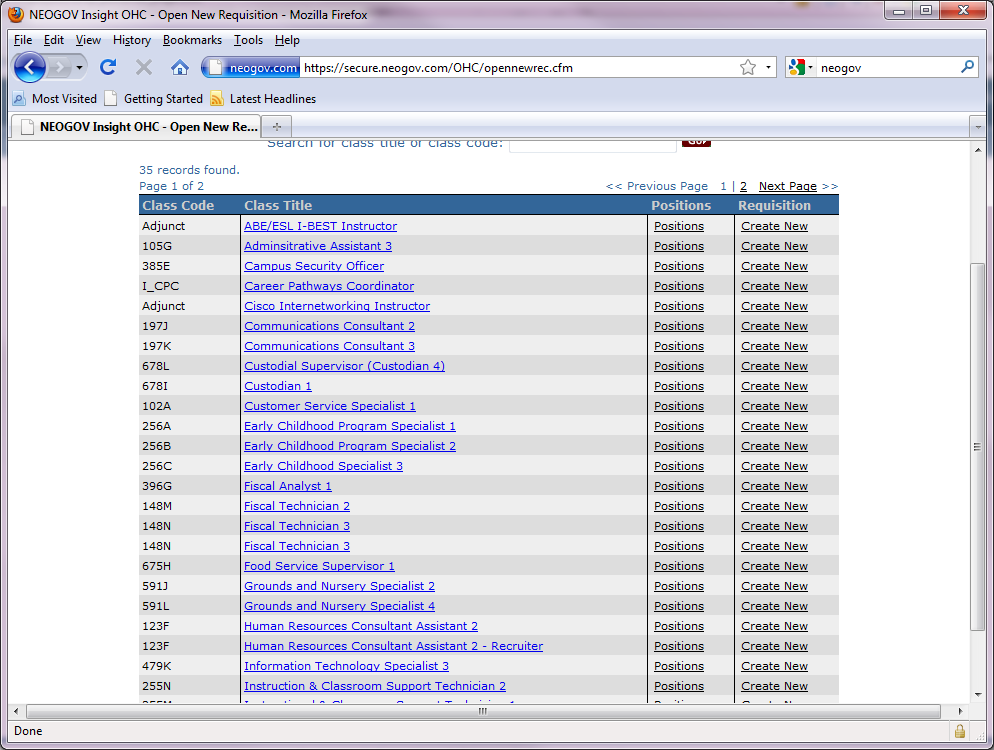 NEOGOV Insight OHC - Open New Requisition - Mozilla Firefox
File Edit View History Bookmarks Tools Help
neogov.com https://secure.neogov.com/OHC/opennewrec.cfm neogov
Most Visited Getting Started Latest Headlines
NEOGOV Insight OHC - Open New Re...
Search for class title or class code: Go>
35 records found.
Page 1 of 2 << Previous Page 1 | 2 Next Page >>
Class Code Class Title Positions Requisition
Adjunct ABE/ESL I-BEST Instructor Positions Create New
105G Adminsitrative Assistant 3 Positions Create New
385E Campus Security Officer Positions Create New
I_CPC Career Pathways Coordinator Positions Create New
Adjunct Cisco Internetworking Instructor Positions Create New
197J Communications Consultant 2 Positions Create New
197K Communications Consultant 3 Positions Create New
678L Custodial Supervisor (Custodian 4) Positions Create New
678I Custodian 1 Positions Create New
102A Customer Service Specialist 1 Positions Create New
256A Early Childhood Program Specialist 1 Positions Create New
256B Early Childhood Program Specialist 2 Positions Create New
256C Early Childhood Specialist 3 Positions Create New
396G Fiscal Analyst 1 Positions Create New
148M Fiscal Technician 2 Positions Create New
148N Fiscal Technician 3 Positions Create New
148N Fiscal Technician 3 Positions Create New
675H Food Service Supervisor 1 Positions Create New
591J Grounds and Nursery Specialist 2 Positions Create New
591L Grounds and Nursery Specialist 4 Positions Create New
123F Human Resources Consultant Assistant 2 Positions Create New
123F Human Resources Consultant Assistant 2 - Recruiter Positions Create New
479K Information Technology Specialist 3 Positions Create New
255N Instruction & Classroom Support Technician 2 Positions Create New
Done